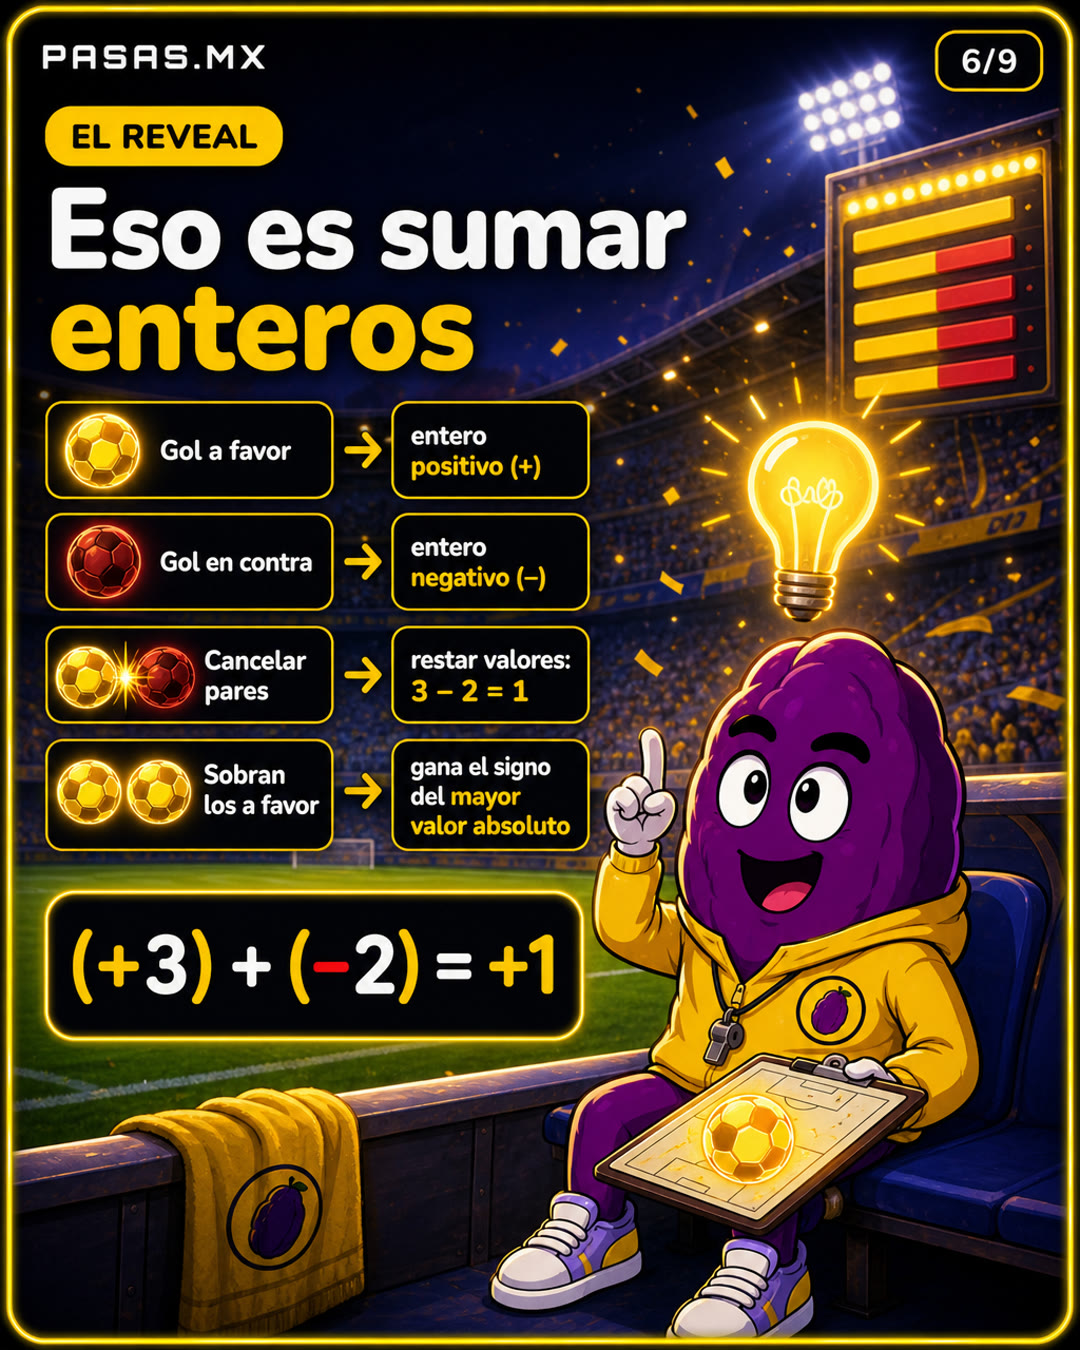 PASAS.MX
6/9
EL REVEAL
Eso es sumar
enteros
Gol a favor
entero
positivo (+)
Gol en contra
entero
negativo (−)
Cancelar
pares
restar valores:
3 − 2 = 1
Sobran
los a favor
gana el signo
del mayor
valor absoluto
(+3) + (−2) = +1